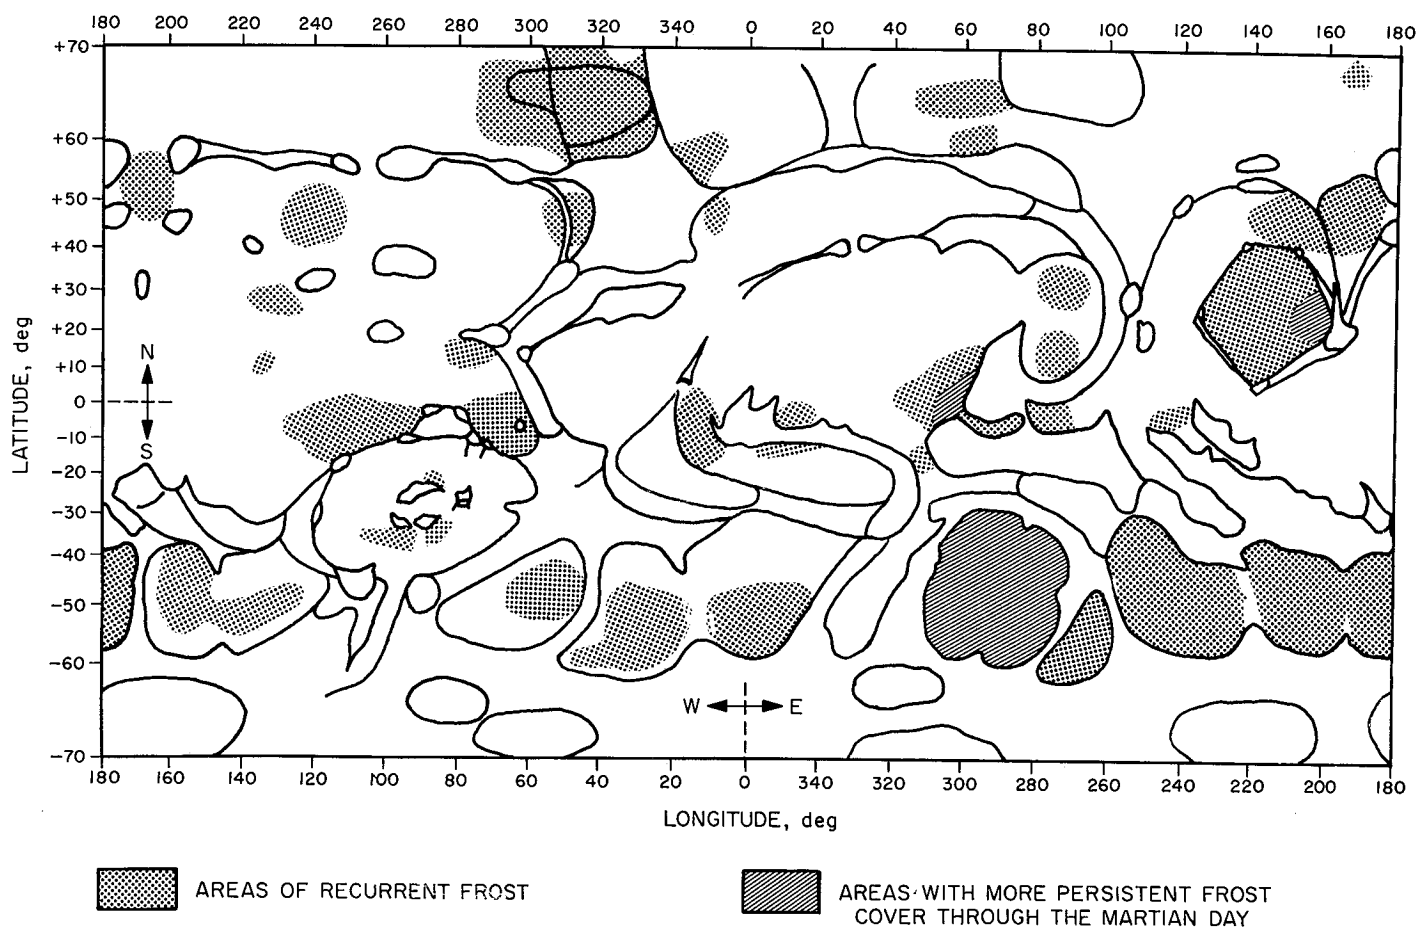 180 200 220 240 260 280 300 320 340 0 20 40 60 80 100 120 140 160 180
+70
+60
+50
+40
+30
+20
+10
0
-10
-20
-30
-40
-50
-60
-70
LATITUDE, deg
N
S
W E
180 160 140 120 100 80 60 40 20 0 340 320 300 280 260 240 220 200 180
LONGITUDE, deg
AREAS OF RECURRENT FROST
AREAS WITH MORE PERSISTENT FROST
COVER THROUGH THE MARTIAN DAY